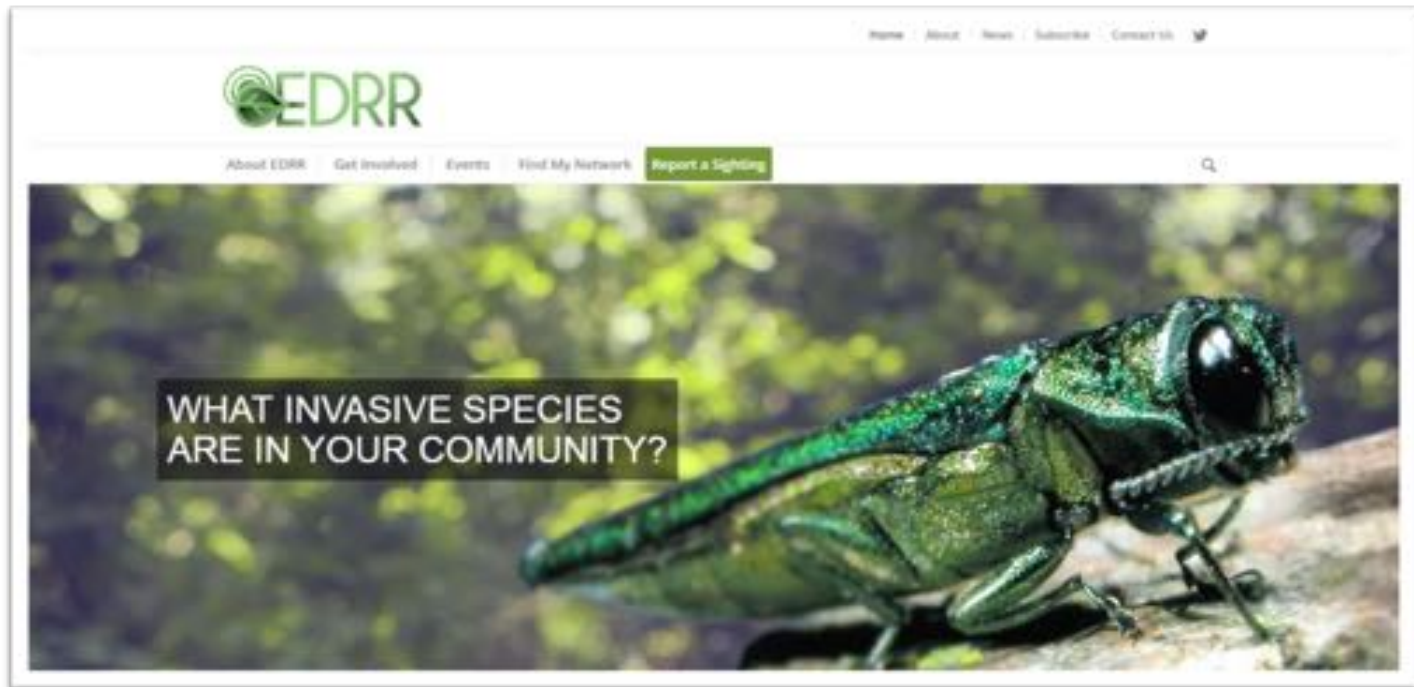 Home About News Subscribe Contact Us
EDRR
About EDRR Get Involved Events Find My Network Report a Sighting
WHAT INVASIVE SPECIES
ARE IN YOUR COMMUNITY?